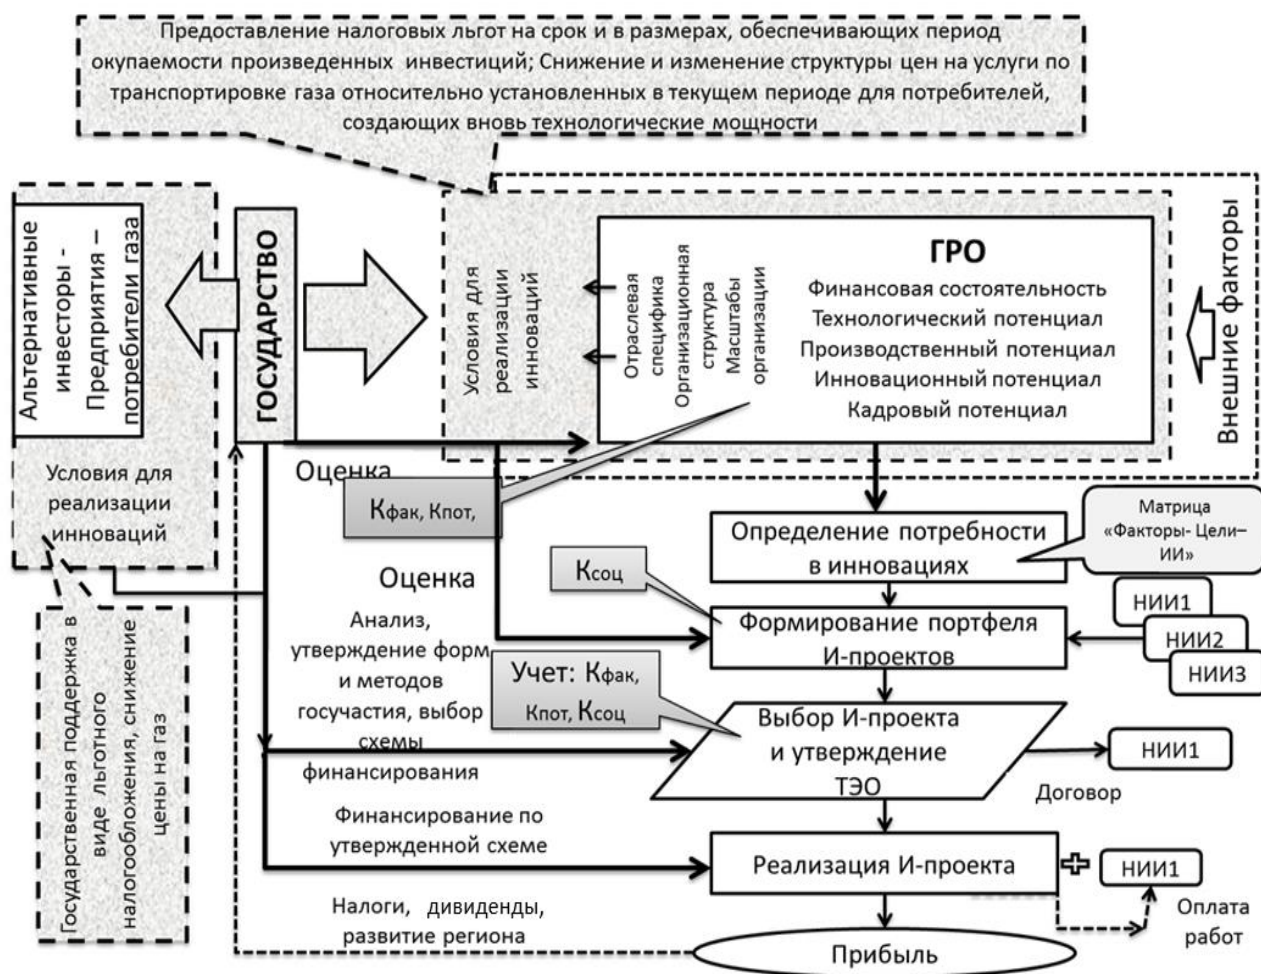 Предоставление налоговых льгот на срок и в размерах, обеспечивающих период
окупаемости произведенных инвестиций; Снижение и изменение структуры цен на услуги по
транспортировке газа относительно установленных в текущем периоде для потребителей,
создающих вновь технологические мощности
Альтернативные
инвесторы -
Предприятия –
потребители газа
Условия для
реализации
инноваций
ГОСУДАРСТВО
Условия для
реализации
инноваций
Отраслевая
специфика
Организационная
структура
Масштабы
организации
ГРО
Финансовая состоятельность
Технологический потенциал
Производственный потенциал
Инновационный потенциал
Кадровый потенциал
Внешние факторы
Оценка
Кфак, Кпот,
Определение потребности
в инновациях
Матрица
«Факторы- Цели–
ИИ»
Оценка
Ксоц
Формирование портфеля
И-проектов
НИИ1
НИИ2
НИИ3
Анализ,
утверждение форм
и методов
госучастия, выбор
схемы
финансирования
Учет: Кфак,
Кпот, Ксоц
Выбор И-проекта
и утверждение
ТЭО
НИИ1
Договор
Государственная поддержка в
виде льготного
налогообложения, снижение
цены на газ
Финансирование по
утвержденной схеме
Реализация И-проекта
НИИ1
Оплата
работ
Налоги, дивиденды,
развитие региона
Прибыль